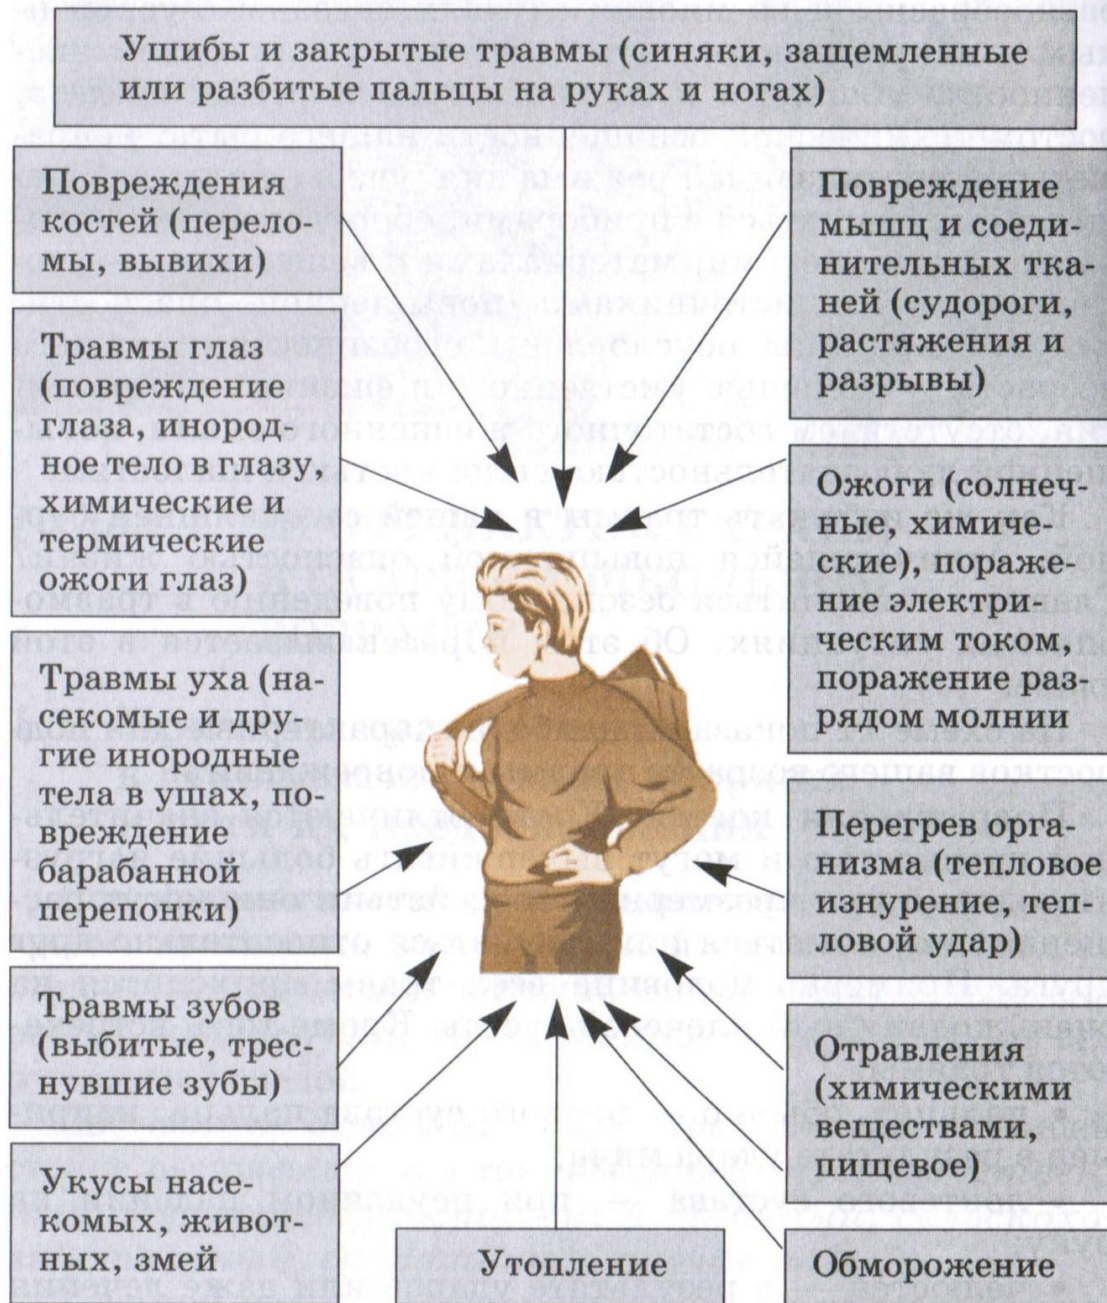 Ушибы и закрытые травмы (синяки, защемленные
или разбитые пальцы на руках и ногах)
Повреждения
костей (перело-
мы, вывихи)
Травмы глаз
(повреждение
глаза, инород-
ное тело в глазу,
химические и
термические
ожоги глаз)
Травмы уха (на-
секомые и дру-
гие инородные
тела в ушах, по-
вреждение
барабанной
перепонки)
Травмы зубов
(выбитые, трес-
нувшие зубы)
Укусы насе-
комых, живот-
ных, змей
Утопление
Повреждение
мышц и соеди-
нительных тка-
ней (судороги,
растяжения и
разрывы)
Ожоги (солнеч-
ные, химиче-
ские), пораже-
ние электри-
ческим током,
поражение раз-
рядом молнии
Перегрев орга-
низма (тепловое
изнурение, теп-
ловой удар)
Отравления
(химическими
веществами,
пищевое)
Обморожение